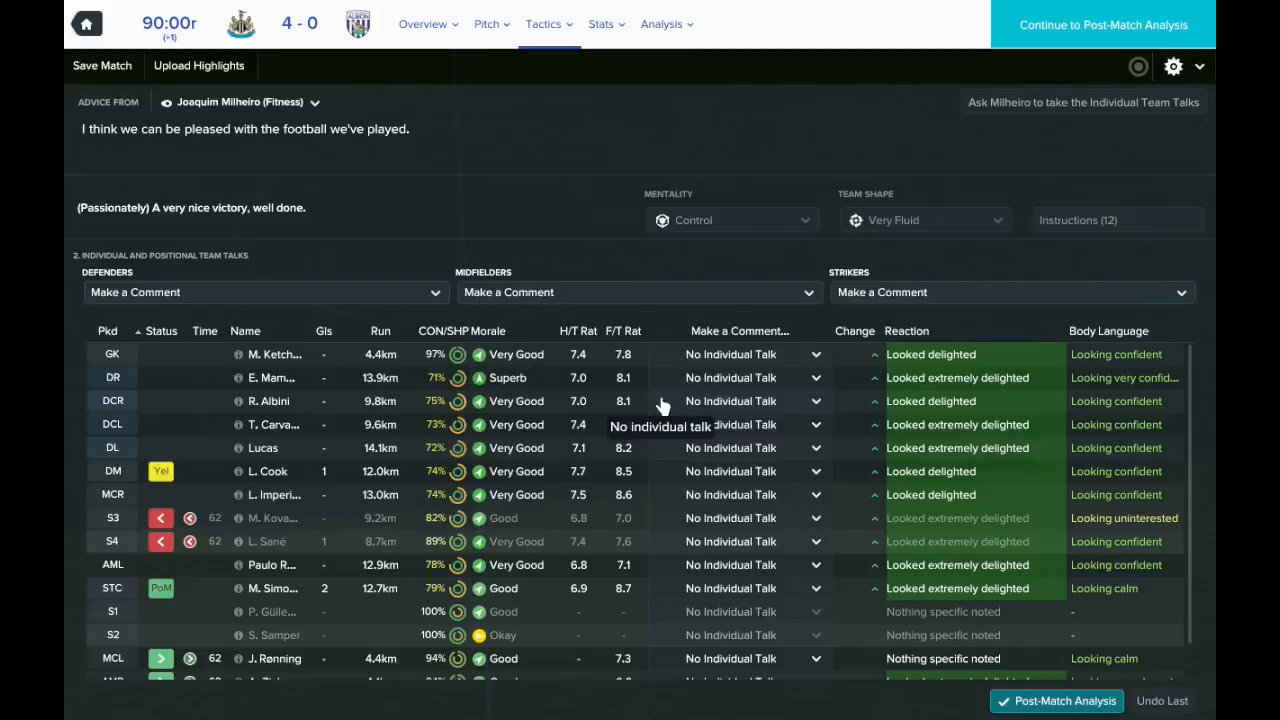 90:00r 4 - 0 Overview Pitch Tactics Stats Analysis Continue to Post-Match Analysis
(+1) ALBION
Save Match Upload Highlights
ADVICE FROM Joaquim Milheiro (Fitness) Ask Milheiro to take the Individual Team Talks
I think we can be pleased with the football we've played.
MENTALITY TEAM SHAPE
(Passionately) A very nice victory, well done. Control Very Fluid Instructions (12)
2. INDIVIDUAL AND POSITIONAL TEAM TALKS
DEFENDERS MIDFIELDERS STRIKERS
Make a Comment Make a Comment Make a Comment
Pkd Status Time Name Gls Run CON/SHP Morale H/T Rat F/T Rat Make a Comment... Change Reaction Body Language
GK M. Ketch... - 4.4km 97% Very Good 7.4 7.8 No Individual Talk Looked delighted Looking confident
DR E. Mam... - 13.9km 71% Superb 7.0 8.1 No Individual Talk Looked extremely delighted Looking very confid...
DCR R. Albini - 9.8km 75% Very Good 7.0 8.1 No Individual Talk Looked delighted Looking confident
DCL T. Carva... - 9.6km 73% Very Good 7.4 No individual talk dividual Talk Looked extremely delighted Looking confident
DL Lucas - 14.1km 72% Very Good 7.1 8.2 No Individual Talk Looked extremely delighted Looking confident
DM Yel L. Cook 1 12.0km 74% Very Good 7.7 8.5 No Individual Talk Looked delighted Looking confident
MCR L. Imperi... - 13.0km 74% Very Good 7.5 8.6 No Individual Talk Looked delighted Looking confident
S3 62 M. Kova... - 9.2km 82% Good 6.8 7.0 No Individual Talk Looked extremely delighted Looking uninterested
S4 62 L. Sané 1 8.7km 89% Very Good 7.4 7.6 No Individual Talk Looked extremely delighted Looking confident
AML Paulo R... - 12.9km 78% Very Good 6.8 7.1 No Individual Talk Looked extremely delighted Looking confident
STC PoM M. Simo... 2 12.7km 79% Good 6.9 8.7 No Individual Talk Looked extremely delighted Looking calm
S1 P. Gülle... - 100% Good - - No Individual Talk Nothing specific noted -
S2 S. Samper - 100% Okay - - No Individual Talk Nothing specific noted -
MCL 62 J. Rønning - 4.4km 94% Good - 7.3 No Individual Talk Nothing specific noted Looking calm
Post-Match Analysis Undo Last